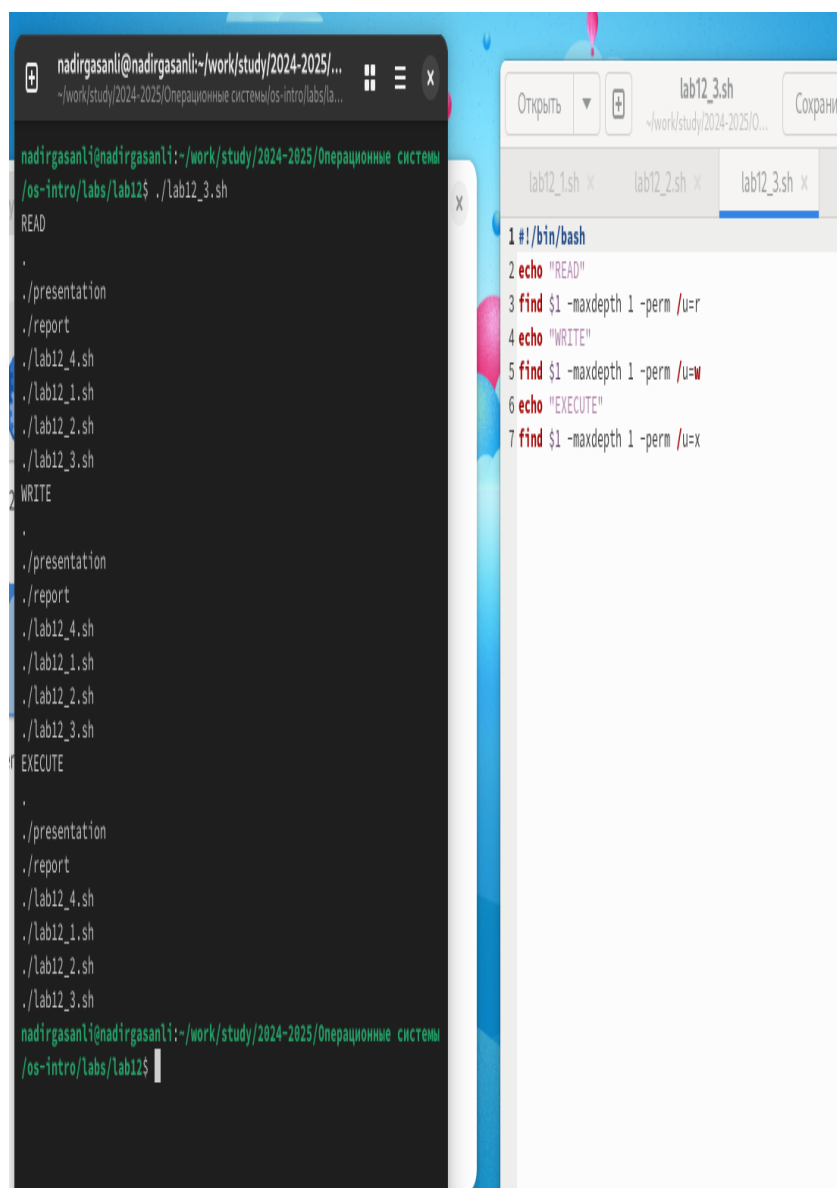 nadirgasanli@nadirgasanli:~/work/study/2024-2025/...
~/work/study/2024-2025/Операционные системы/os-intro/labs/la...
nadirgasanli@nadirgasanli:~/work/study/2024-2025/Операционные системы
/os-intro/labs/lab12$ ./lab12_3.sh
READ
.
./presentation
./report
./lab12_4.sh
./lab12_1.sh
./lab12_2.sh
./lab12_3.sh
WRITE
.
./presentation
./report
./lab12_4.sh
./lab12_1.sh
./lab12_2.sh
./lab12_3.sh
EXECUTE
.
./presentation
./report
./lab12_4.sh
./lab12_1.sh
./lab12_2.sh
./lab12_3.sh
nadirgasanli@nadirgasanli:~/work/study/2024-2025/Операционные системы
/os-intro/labs/lab12$
Открыть
lab12_3.sh
~/work/study/2024-2025/О...
Сохрани
lab12_1.sh × lab12_2.sh × lab12_3.sh ×
1 #!/bin/bash
2 echo "READ"
3 find $1 -maxdepth 1 -perm /u=r
4 echo "WRITE"
5 find $1 -maxdepth 1 -perm /u=w
6 echo "EXECUTE"
7 find $1 -maxdepth 1 -perm /u=x